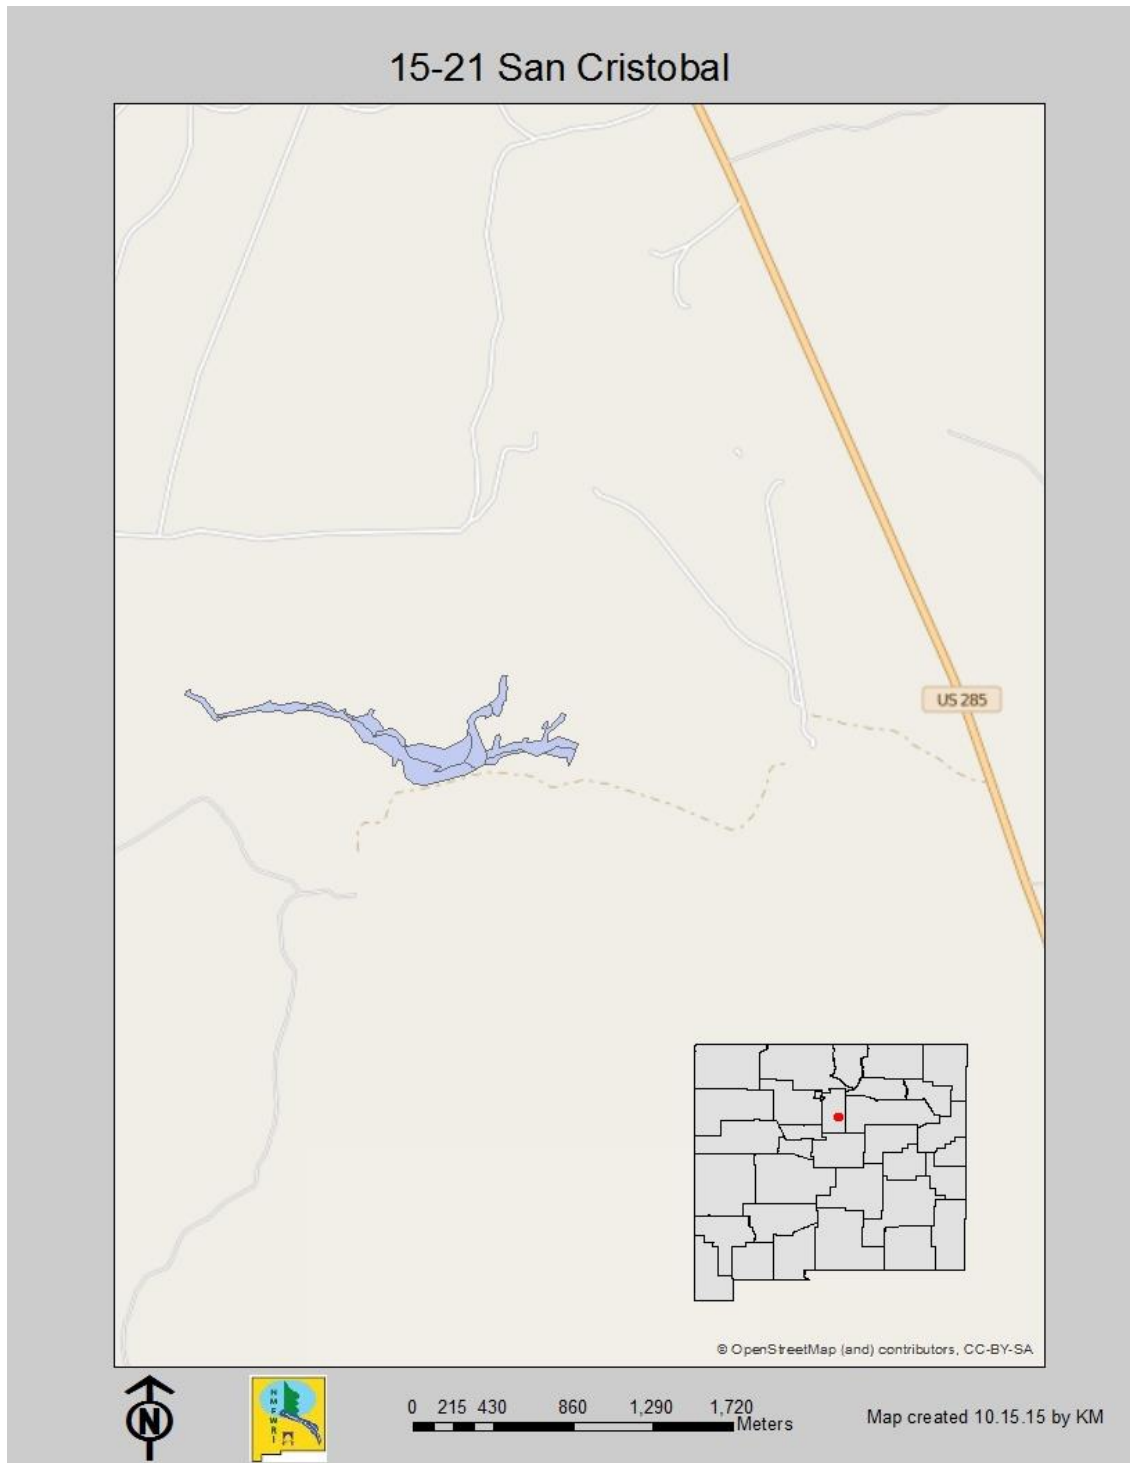 15-21 San Cristobal
US 285
© OpenStreetMap (and) contributors, CC-BY-SA
N
NMFWRI
0 215 430 860 1,290 1,720
Meters
Map created 10.15.15 by KM